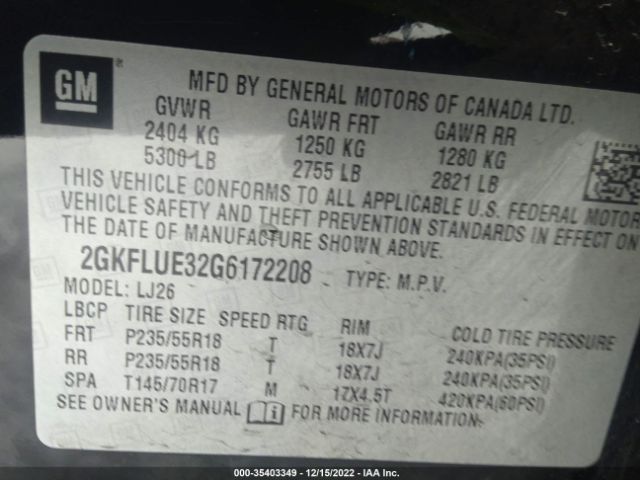 GM ®
MFD BY GENERAL MOTORS OF CANADA LTD.
GVWR GAWR FRT GAWR RR
2404 KG 1250 KG 1280 KG
5300 LB 2755 LB 2821 LB
THIS VEHICLE CONFORMS TO ALL APPLICABLE U.S. FEDERAL MOTOR
VEHICLE SAFETY AND THEFT PREVENTION STANDARDS IN EFFECT ON
THE DATE OF MANUFACTURE SHOWN ABOVE.
2GKFLUE32G6172208 TYPE: M.P.V.
MODEL: LJ26
LBCP TIRE SIZE SPEED RTG RIM COLD TIRE PRESSURE
FRT P235/55R18 T 18X7J 240KPA(35PSI)
RR P235/55R18 T 18X7J 240KPA(35PSI)
SPA T145/70R17 M 17X4.5T 420KPA(60PSI)
SEE OWNER'S MANUAL FOR MORE INFORMATION.
000-35403349 - 12/15/2022 - IAA Inc.